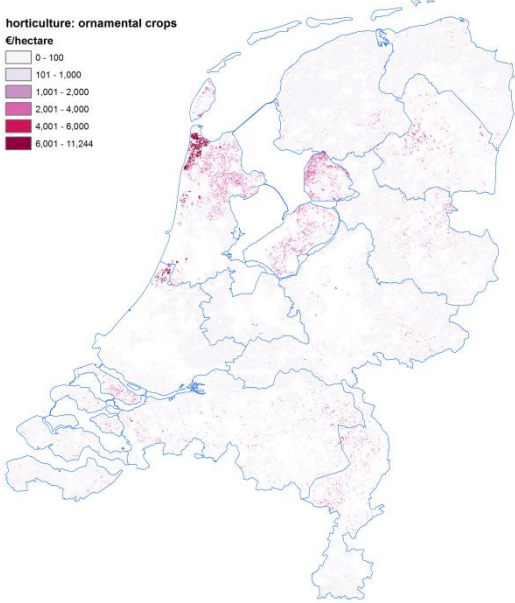 horticulture: ornamental crops
€/hectare
0 - 100
101 - 1,000
1,001 - 2,000
2,001 - 4,000
4,001 - 6,000
6,001 - 11,244